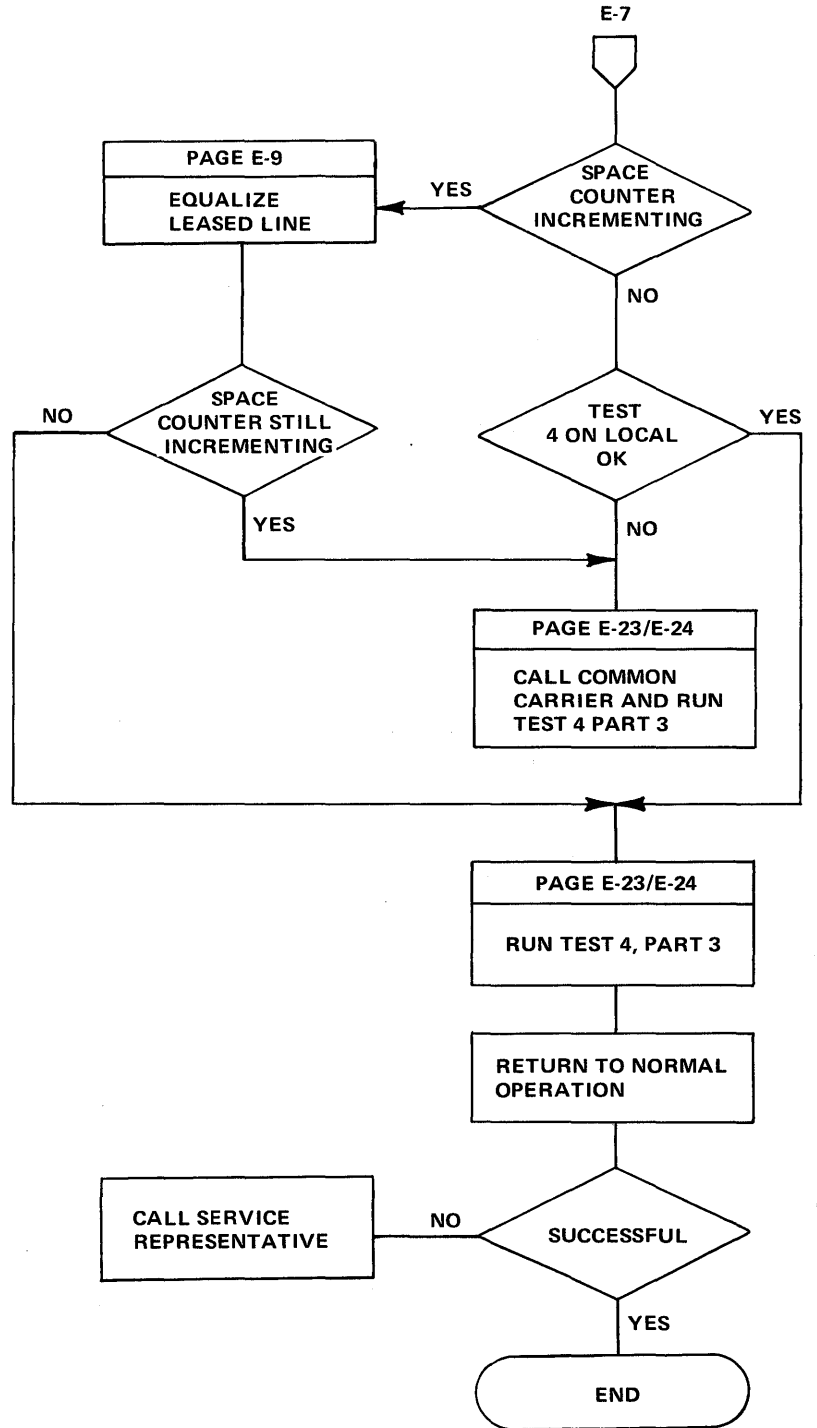 E-7
SPACE
COUNTER
INCREMENTING
YES
PAGE E-9
EQUALIZE
LEASED LINE
NO
SPACE
COUNTER STILL
INCREMENTING
NO
YES
TEST
4 ON LOCAL
OK
YES
NO
PAGE E-23/E-24
CALL COMMON
CARRIER AND RUN
TEST 4 PART 3
PAGE E-23/E-24
RUN TEST 4, PART 3
RETURN TO NORMAL
OPERATION
SUCCESSFUL
NO
CALL SERVICE
REPRESENTATIVE
YES
END